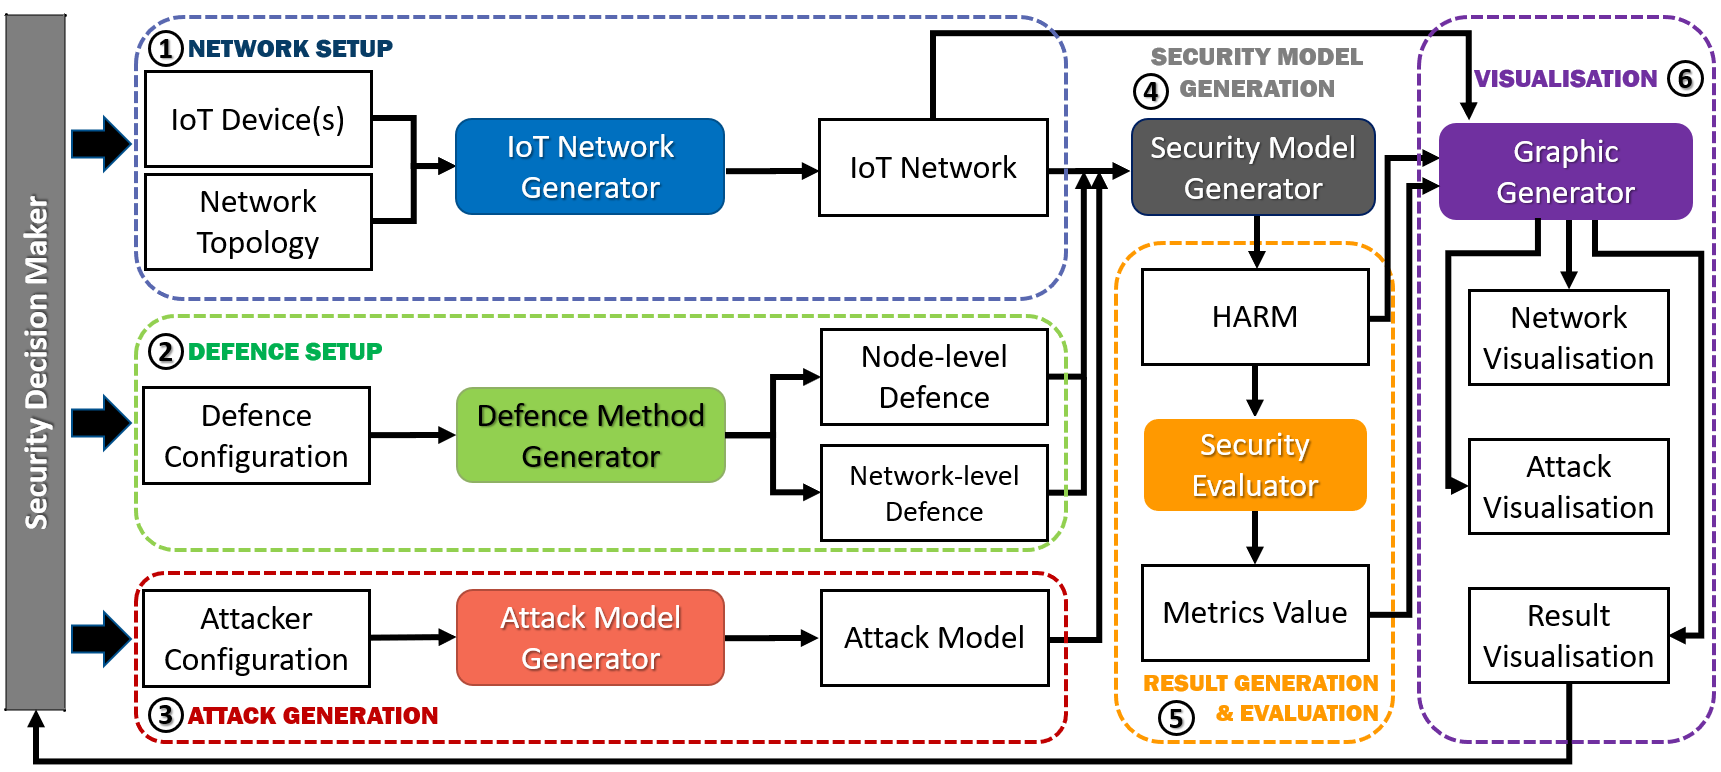 Security Decision Maker
1 NETWORK SETUP
IoT Device(s)
Network
Topology
IoT Network
Generator
IoT Network
2 DEFENCE SETUP
Defence
Configuration
Defence Method
Generator
Node-level
Defence
Network-level
Defence
Attacker
Configuration
Attack Model
Generator
Attack Model
3 ATTACK GENERATION
SECURITY MODEL
4 GENERATION
Security Model
Generator
HARM
Security
Evaluator
Metrics Value
RESULT GENERATION
5 & EVALUATION
VISUALISATION 6
Graphic
Generator
Network
Visualisation
Attack
Visualisation
Result
Visualisation